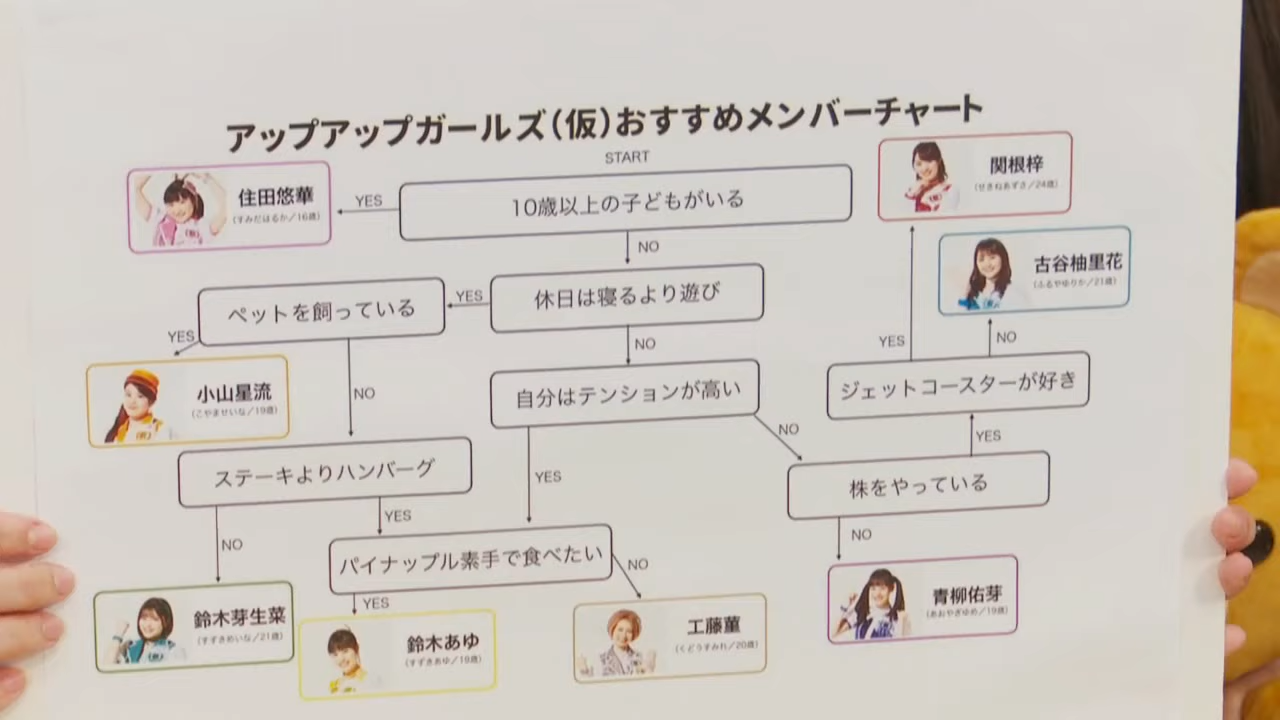 アップアップガールズ(仮)おすすめメンバーチャート
START
住田悠華
(すみだはるか/16歳)
YES
10歳以上の子どもがいる
関根梓
(せきねあずさ/24歳)
NO
古谷柚里花
(ふるやゆりか/21歳)
ペットを飼っている
YES
休日は寝るより遊び
YES
NO
YES
NO
小山星流
(こやませいな/19歳)
NO
自分はテンションが高い
ジェットコースターが好き
NO
YES
ステーキよりハンバーグ
YES
株をやっている
NO
YES
NO
パイナップル素手で食べたい
NO
鈴木芽生菜
(すずきめいな/21歳)
YES
鈴木あゆ
(すずきあゆ/19歳)
工藤菫
(くどうすみれ/20歳)
青柳佑芽
(あおやぎゆめ/19歳)